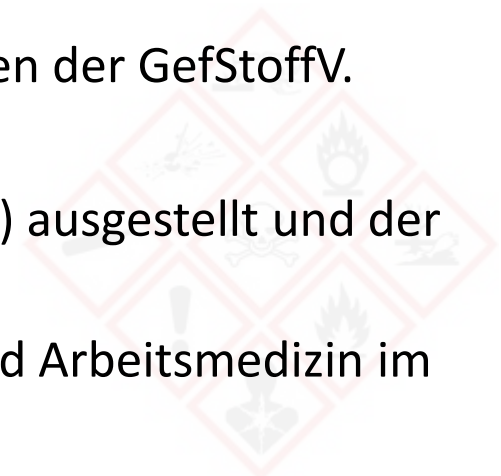 en der GefStoffV.
) ausgestellt und der
d Arbeitsmedizin im